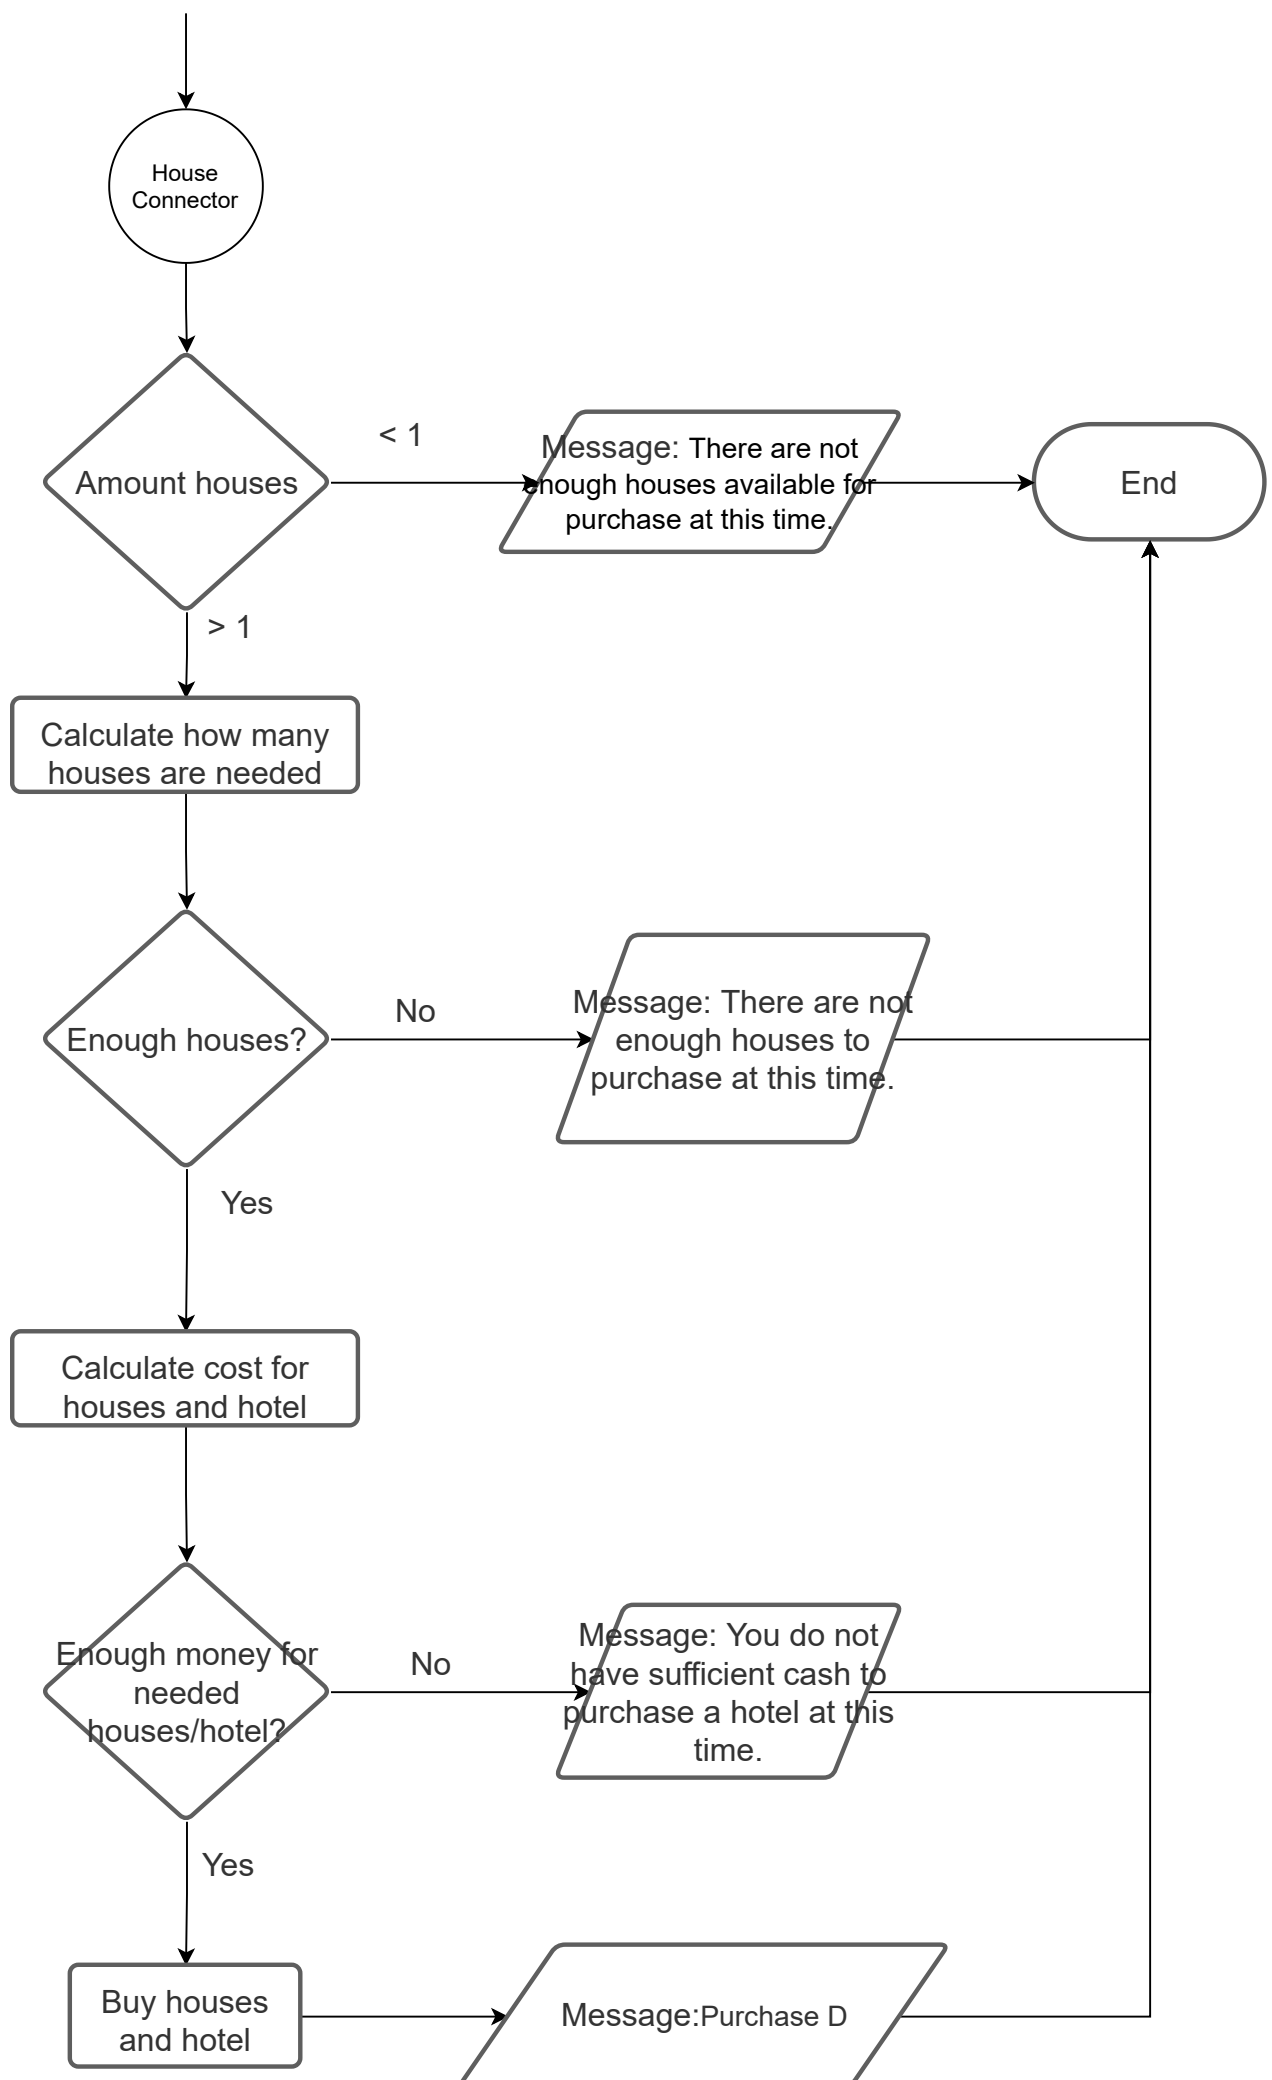 House
Connector
< 1
Message: There are not
enough houses available for
purchase at this time.
Amount houses
End
> 1
Calculate how many
houses are needed
No
Message: There are not
enough houses to
purchase at this time.
Enough houses?
Yes
Calculate cost for
houses and hotel
Enough money for
needed
houses/hotel?
No
Message: You do not
have sufficient cash to
purchase a hotel at this
time.
Yes
Buy houses
and hotel
Message:Purchase D